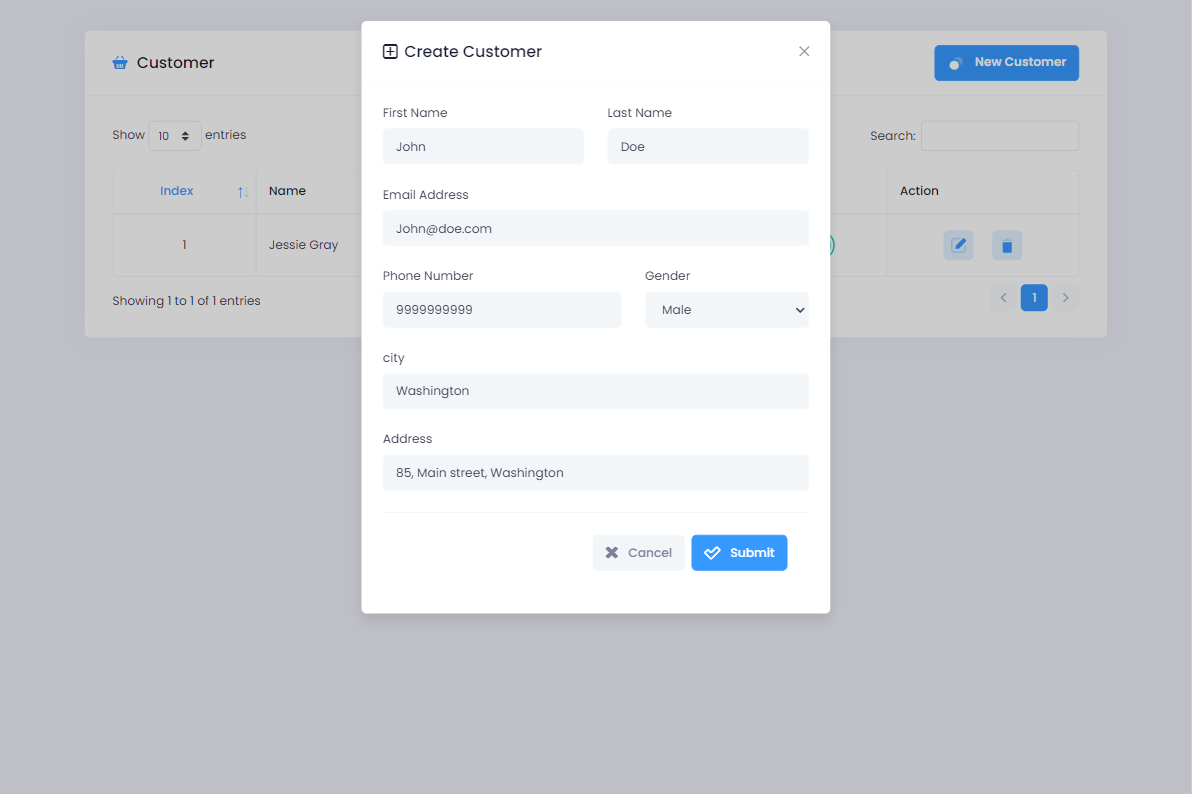 Customer
New Customer
Show 10 entries
Search:
Index Name Action
1 Jessie Gray
Showing 1 to 1 of 1 entries
1
Create Customer
First Name Last Name
John Doe
Email Address
John@doe.com
Phone Number Gender
9999999999 Male
city
Washington
Address
85, Main street, Washington
Cancel Submit